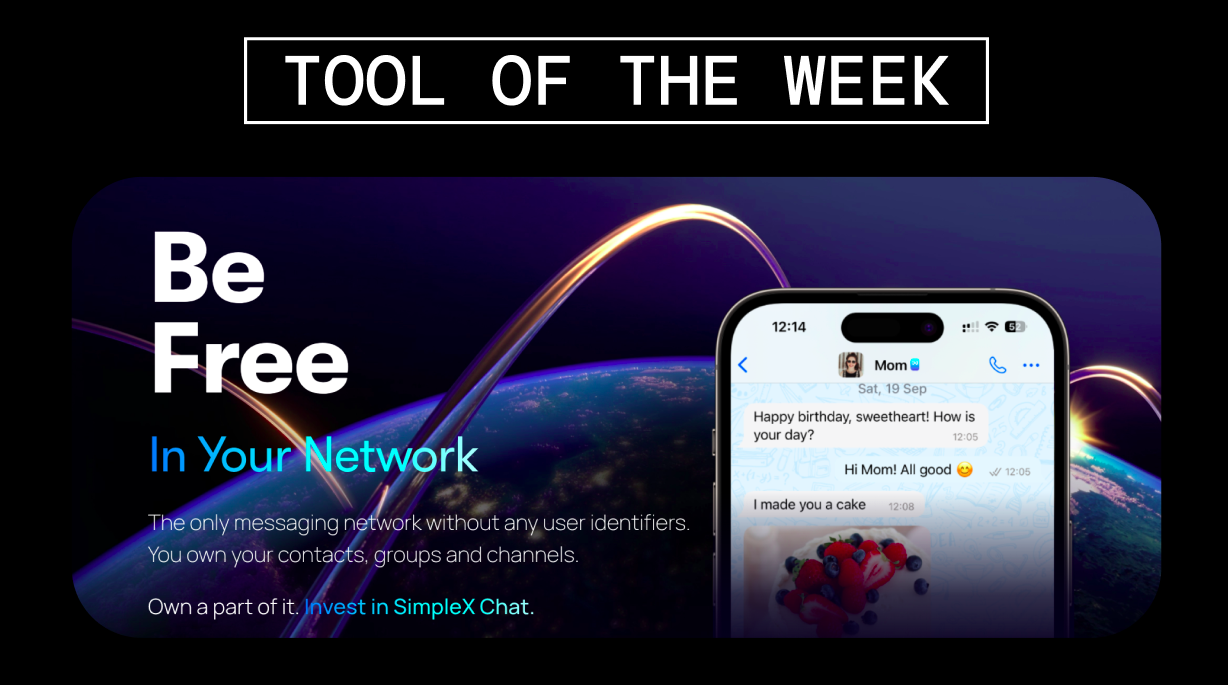 TOOL OF THE WEEK
Be
Free
In Your Network
The only messaging network without any user identifiers.
You own your contacts, groups and channels.
Own a part of it. Invest in SimpleX Chat.
12:14
52
Mom
Sat, 19 Sep
Happy birthday, sweetheart! How is
your day?
12:05
Hi Mom! All good 😊
12:05
I made you a cake
12:08